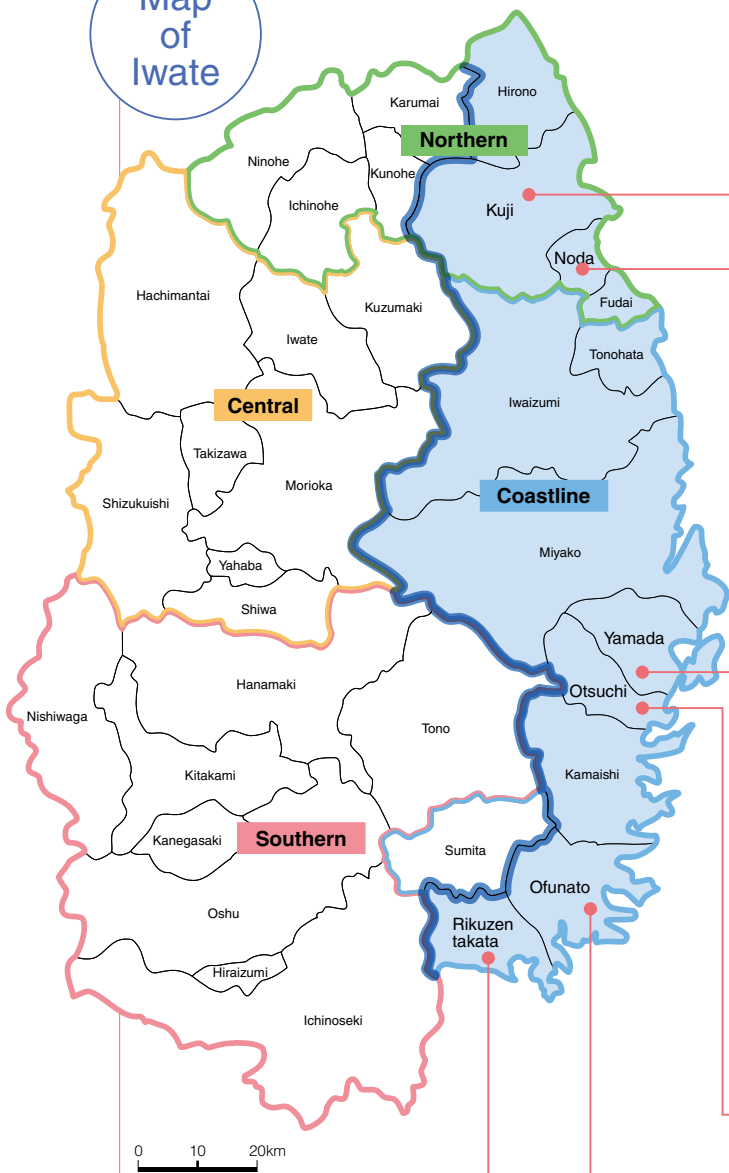 Map
of
Iwate
Hirono
Karumai
Northern
Ninohe
Kunohe
Ichinohe
Kuji
Noda
Hachimantai
Fudai
Kuzumaki
Iwate
Tonohata
Iwaizumi
Central
Takizawa
Morioka
Shizukuishi
Coastline
Miyako
Yahaba
Shiwa
Yamada
Hanamaki
Otsuchi
Nishiwaga
Tono
Kitakami
Kamaishi
Kanegasaki
Southern
Sumita
Ofunato
Oshu
Rikuzen
takata
Hiraizumi
Ichinoseki
0 10 20km